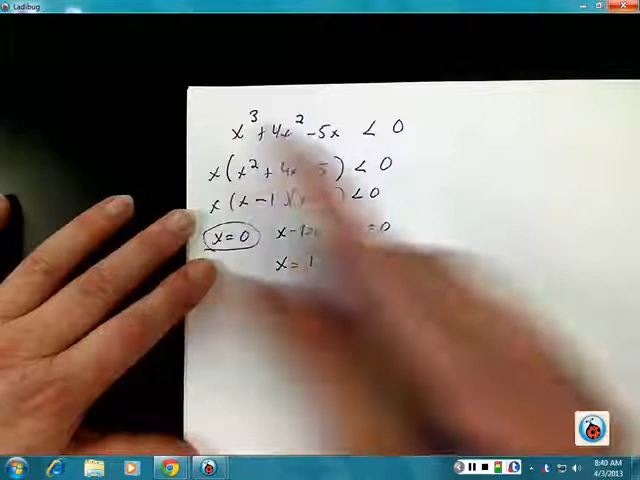 Ladibug
x³ + 4x² - 5x < 0
x(x² + 4x 5) < 0
x(x - 1)( ) < 0
x = 0 x - 1 = 0
x = 1
8:40 AM
4/3/2013